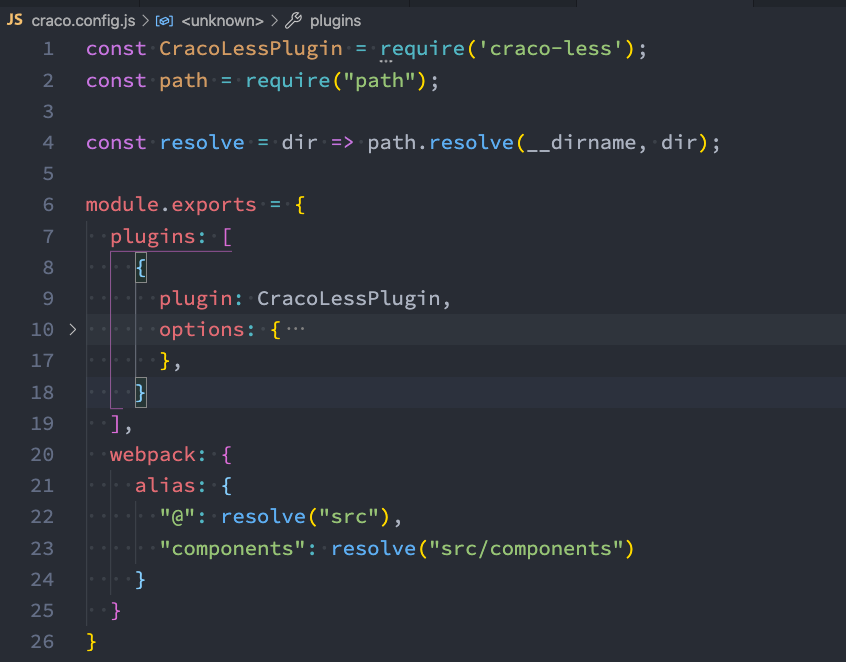 JS craco.config.js > <unknown> > plugins
1 const CracoLessPlugin = require('craco-less');
2 const path = require("path");
3
4 const resolve = dir => path.resolve(__dirname, dir);
5
6 module.exports = {
7 plugins: [
8 {
9 plugin: CracoLessPlugin,
10 > options: { ···
17 },
18 }
19 ],
20 webpack: {
21 alias: {
22 "@": resolve("src"),
23 "components": resolve("src/components")
24 }
25 }
26 }